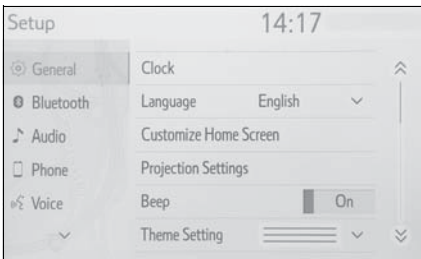 Setup 14:17
General
Bluetooth
Audio
Phone
Voice
Clock
Language English
Customize Home Screen
Projection Settings
Beep On
Theme Setting